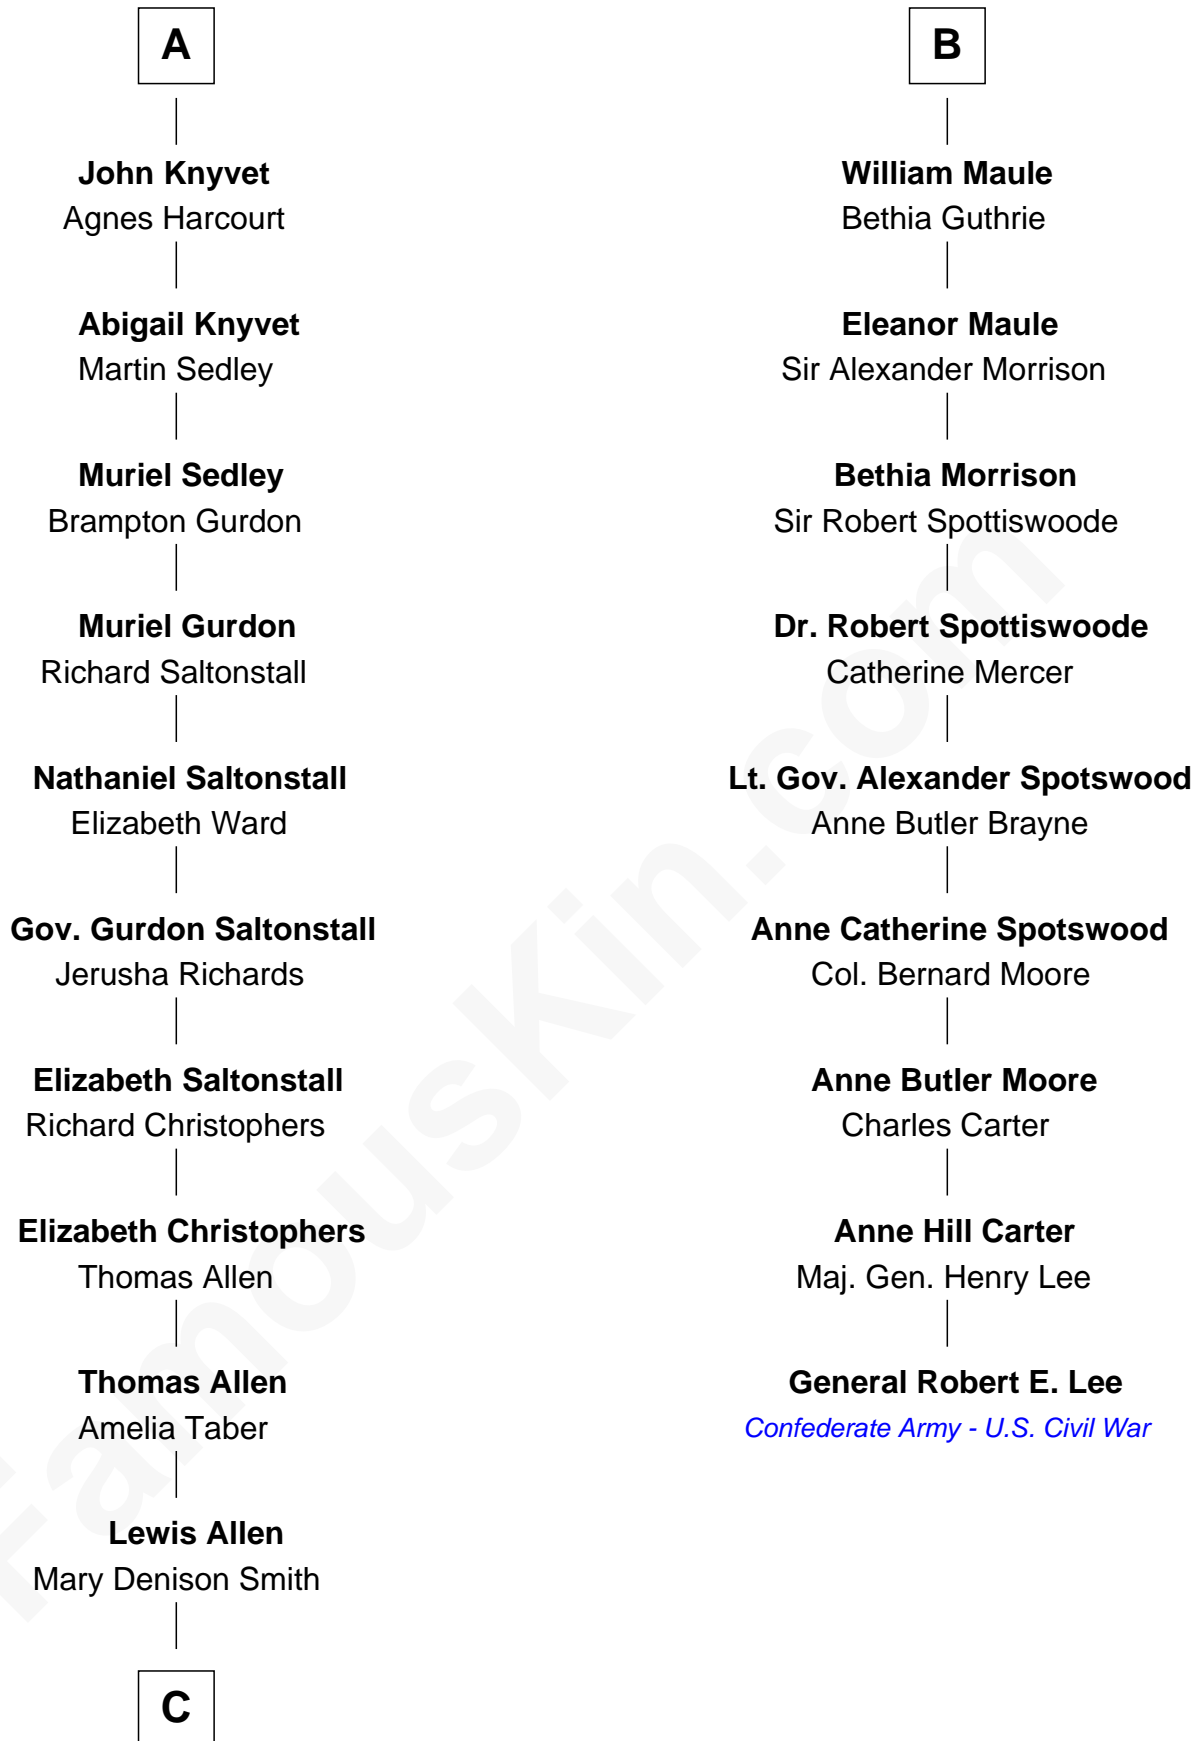 A
John Knyvet
Agnes Harcourt
Abigail Knyvet
Martin Sedley
Muriel Sedley
Brampton Gurdon
Muriel Gurdon
Richard Saltonstall
Nathaniel Saltonstall
Elizabeth Ward
Gov. Gurdon Saltonstall
Jerusha Richards
Elizabeth Saltonstall
Richard Christophers
Elizabeth Christophers
Thomas Allen
Thomas Allen
Amelia Taber
Lewis Allen
Mary Denison Smith
C
B
William Maule
Bethia Guthrie
Eleanor Maule
Sir Alexander Morrison
Bethia Morrison
Sir Robert Spottiswoode
Dr. Robert Spottiswoode
Catherine Mercer
Lt. Gov. Alexander Spotswood
Anne Butler Brayne
Anne Catherine Spotswood
Col. Bernard Moore
Anne Butler Moore
Charles Carter
Anne Hill Carter
Maj. Gen. Henry Lee
General Robert E. Lee
Confederate Army - U.S. Civil War
FamousKin.com